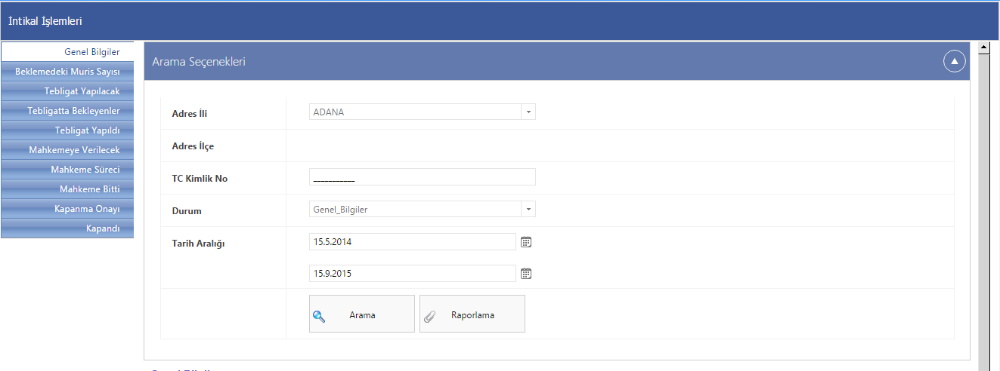 İntikal İşlemleri
Genel Bilgiler
Beklemedeki Muris Sayısı
Tebligat Yapılacak
Tebligatta Bekleyenler
Tebligat Yapıldı
Mahkemeye Verilecek
Mahkeme Süreci
Mahkeme Bitti
Kapanma Onayı
Kapandı
Arama Seçenekleri
Adres İli
ADANA
Adres İlçe
TC Kimlik No
___________
Durum
Genel_Bilgiler
Tarih Aralığı
15.5.2014
15.9.2015
Arama
Raporlama